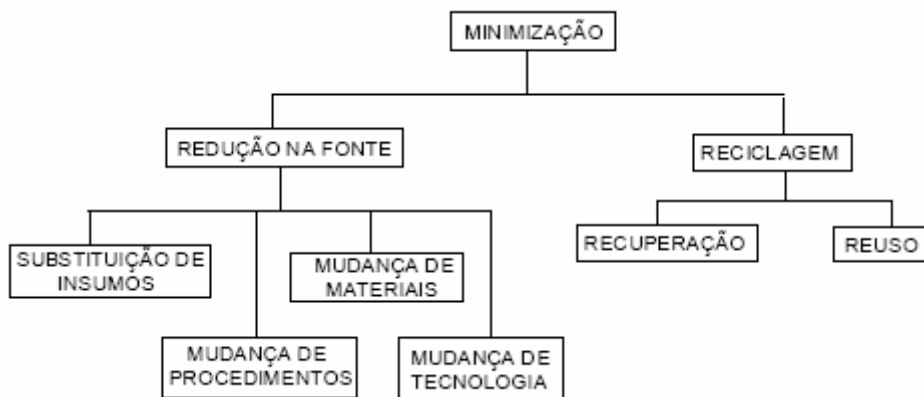 MINIMIZAÇÃO
REDUÇÃO NA FONTE
RECICLAGEM
SUBSTITUIÇÃO DE
INSUMOS
MUDANÇA DE
MATERIAIS
RECUPERAÇÃO
REUSO
MUDANÇA DE
PROCEDIMENTOS
MUDANÇA DE
TECNOLOGIA